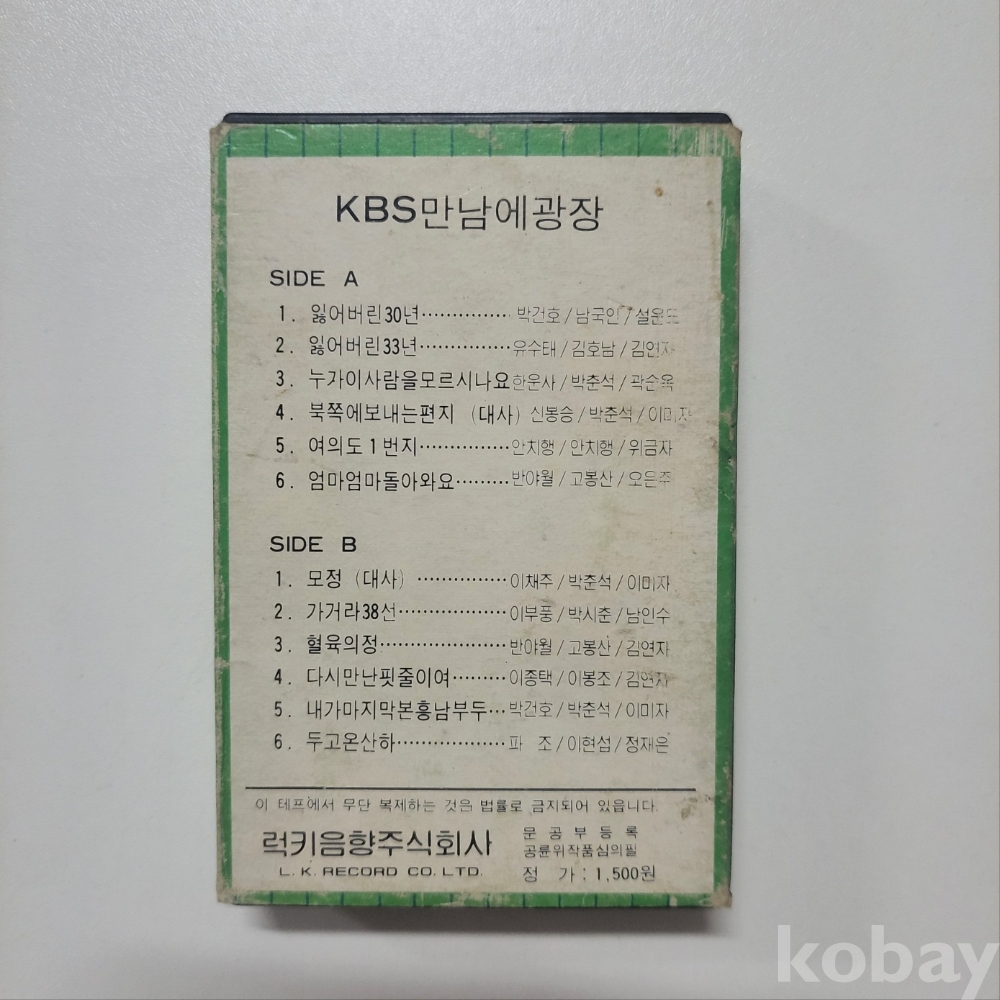 KBS만남에광장
SIDE A
1. 잃어버린30년·············· 박건호/남국인/설운도
2. 잃어버린33년··············유수태/김호남/김연자
3. 누가이사람을모르시나요한운사/박춘석/곽순옥
4. 북쪽에보내는편지 (대사) 신봉승/박춘석/이미자
5. 여의도1번지··············안치행/안치행/위금자
6. 엄마엄마돌아와요·········반야월/고봉산/오은주
SIDE B
1. 모정 (대사) ··············이채주/박춘석/이미자
2. 가거라38선··············이부풍/박시춘/남인수
3. 혈육의정··················반야월/고봉산/김연자
4. 다시만난핏줄이여·········이종택/이봉조/김연자
5. 내가마지막본흥남부두···박건호/박춘석/이미자
6. 두고온산하················파 조/이현섭/정재은
이 테프에서 무단 복제하는 것은 법률로 금지되어 있읍니다.
럭키음향주식회사
L. K. RECORD CO. LTD.
문공부등록
공륜위작품심의필
정 가: 1,500원
kobay